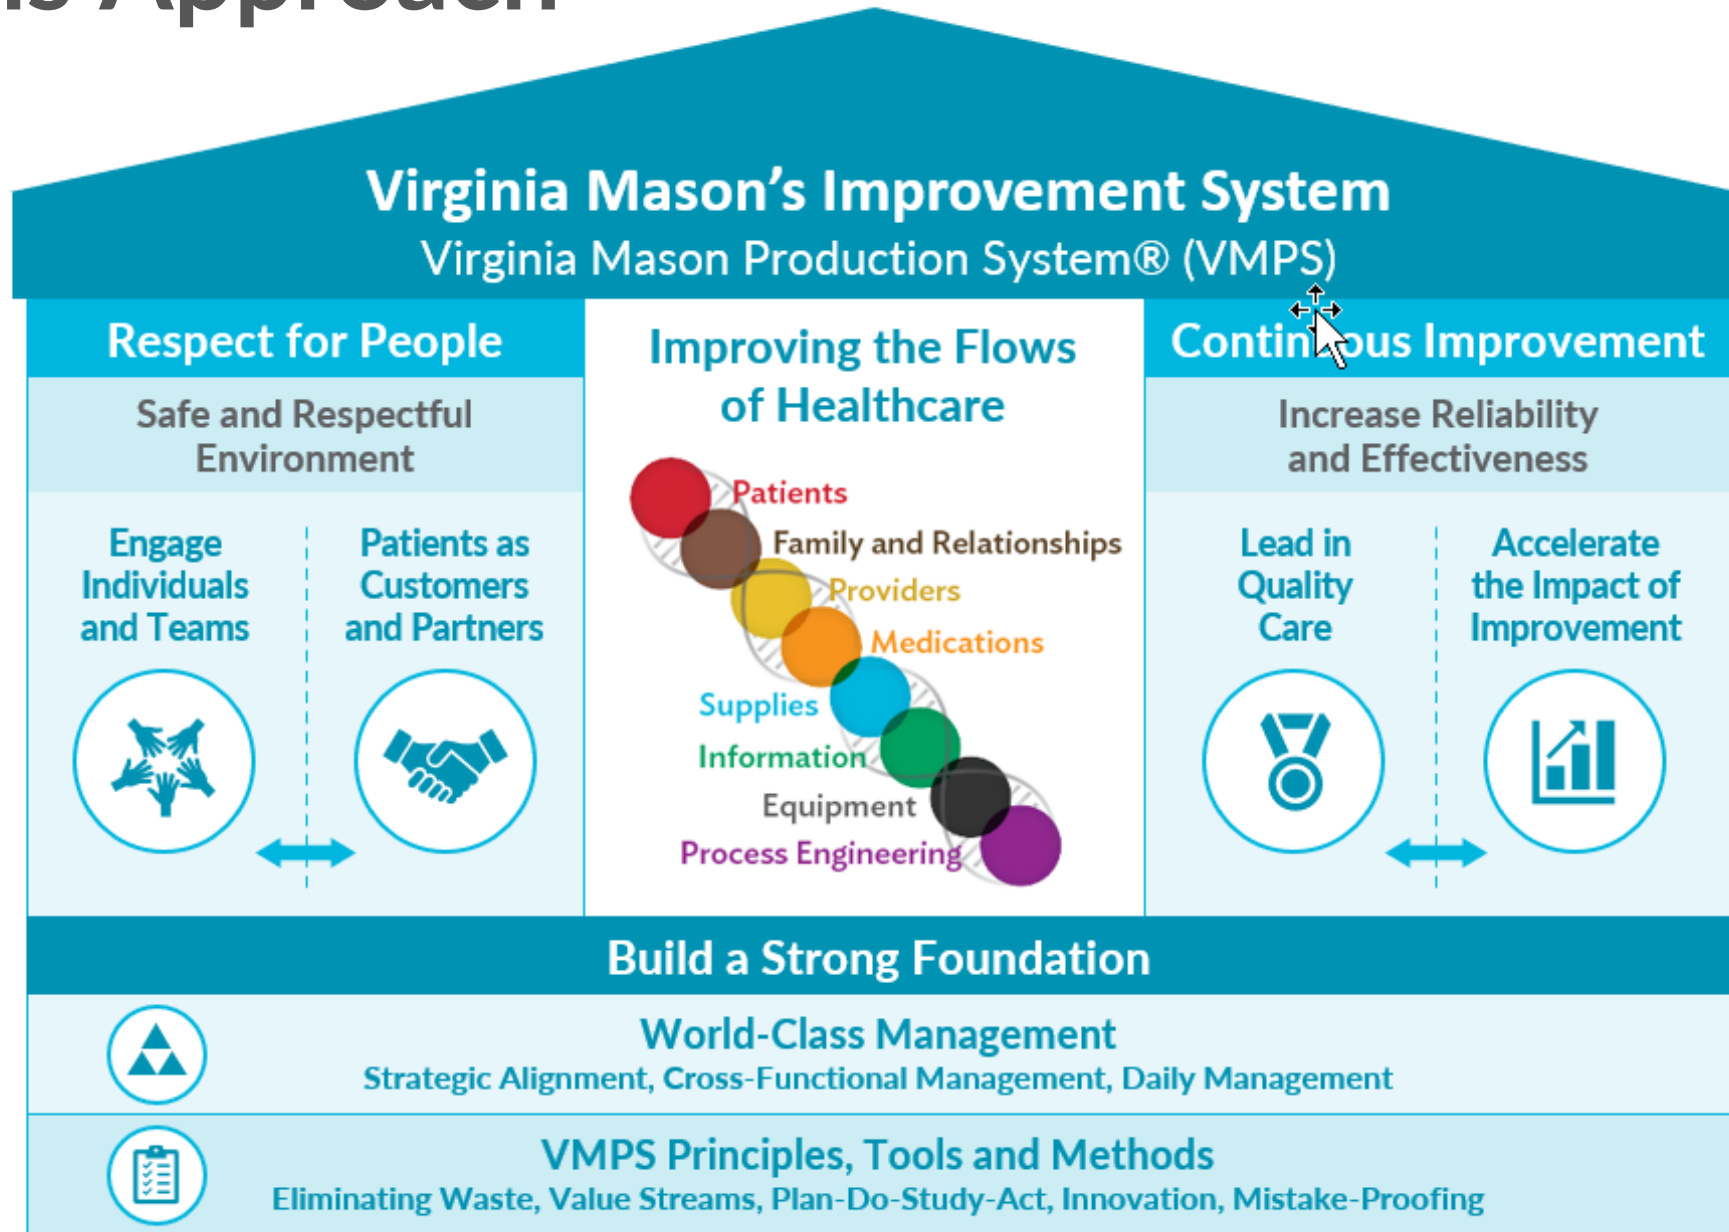 Approach
Virginia Mason's Improvement System
Virginia Mason Production System® (VMPS)
Respect for People
Safe and Respectful
Environment
Engage
Individuals
and Teams
Patients as
Customers
and Partners
Improving the Flows
of Healthcare
Patients
Family and Relationships
Providers
Medications
Supplies
Information
Equipment
Process Engineering
Continuous Improvement
Increase Reliability
and Effectiveness
Lead in
Quality
Care
Accelerate
the Impact of
Improvement
Build a Strong Foundation
World-Class Management
Strategic Alignment, Cross-Functional Management, Daily Management
VMPS Principles, Tools and Methods
Eliminating Waste, Value Streams, Plan-Do-Study-Act, Innovation, Mistake-Proofing